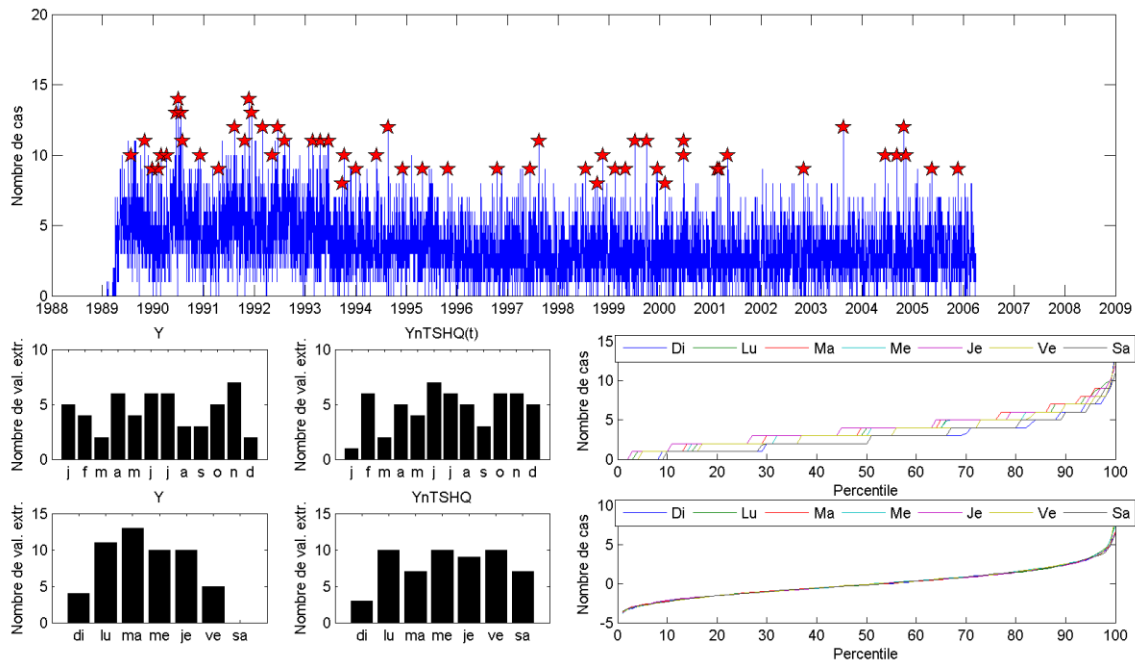 20
15
10
5
0
Nombre de cas
1988 1989 1990 1991 1992 1993 1994 1995 1996 1997 1998 1999 2000 2001 2002 2003 2004 2005 2006 2007 2008 2009
Y
10
5
0
Nombre de val. extr.
j f m a m j j a s o n d
YnTSHQ(t)
10
5
0
Nombre de val. extr.
j f m a m j j a s o n d
15
10
5
0
Nombre de cas
Di Lu Ma Me Je Ve Sa
0 10 20 30 40 50 60 70 80 90 100
Percentile
Y
15
10
5
0
Nombre de val. extr.
di lu ma me je ve sa
YnTSHQ
15
10
5
0
Nombre de val. extr.
di lu ma me je ve sa
10
5
0
-5
Nombre de cas
Di Lu Ma Me Je Ve Sa
0 10 20 30 40 50 60 70 80 90 100
Percentile